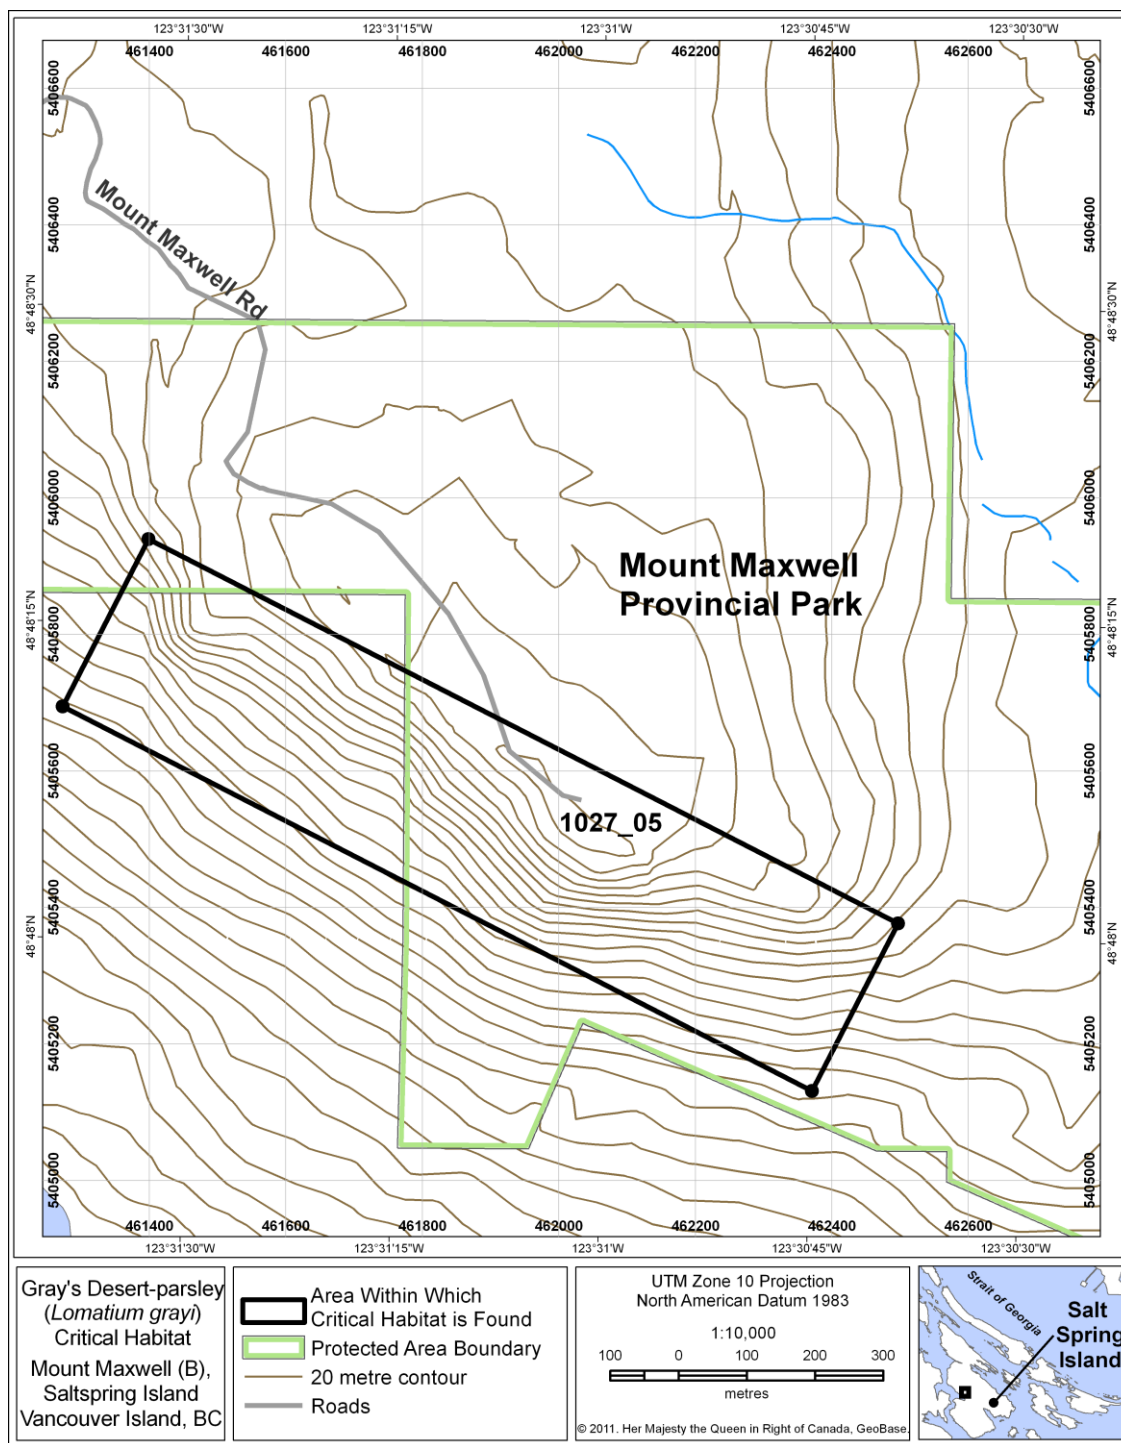 123°31'30"W 123°31'15"W 123°31'W 123°30'45"W 123°30'30"W
461400 461600 461800 462000 462200 462400 462600
5406600 5406600
5406400 5406400
Mount Maxwell Rd
48°48'30"N 48°48'30"N
5406200 5406200
5406000 5406000
Mount Maxwell
Provincial Park
48°48'15"N 48°48'15"N
5405800 5405800
5405600 5405600
1027_05
5405400 5405400
48°48'N 48°48'N
5405200 5405200
5405000 5405000
461400 461600 461800 462000 462200 462400 462600
123°31'30"W 123°31'15"W 123°31'W 123°30'45"W 123°30'30"W
Gray's Desert-parsley
(Lomatium grayi)
Critical Habitat
Mount Maxwell (B),
Saltspring Island
Vancouver Island, BC
Area Within Which
Critical Habitat is Found
Protected Area Boundary
20 metre contour
Roads
UTM Zone 10 Projection
North American Datum 1983
1:10,000
100 0 100 200 300
metres
© 2011. Her Majesty the Queen in Right of Canada, GeoBase.
Strait of Georgia
Salt
Spring
Island